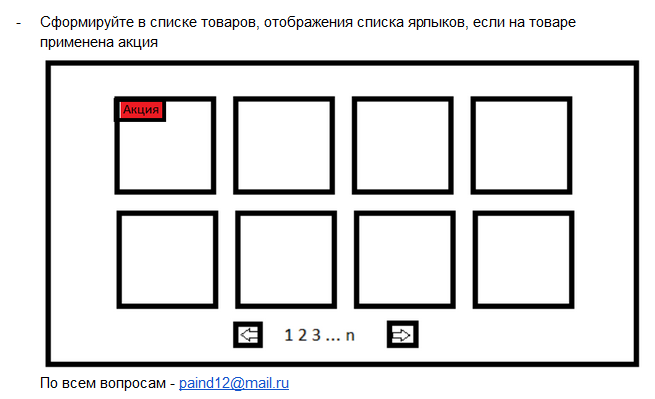 - Сформируйте в списке товаров, отображения списка ярлыков, если на товаре
применена акция
Акция
1 2 3 ... n
По всем вопросам - paind12@mail.ru